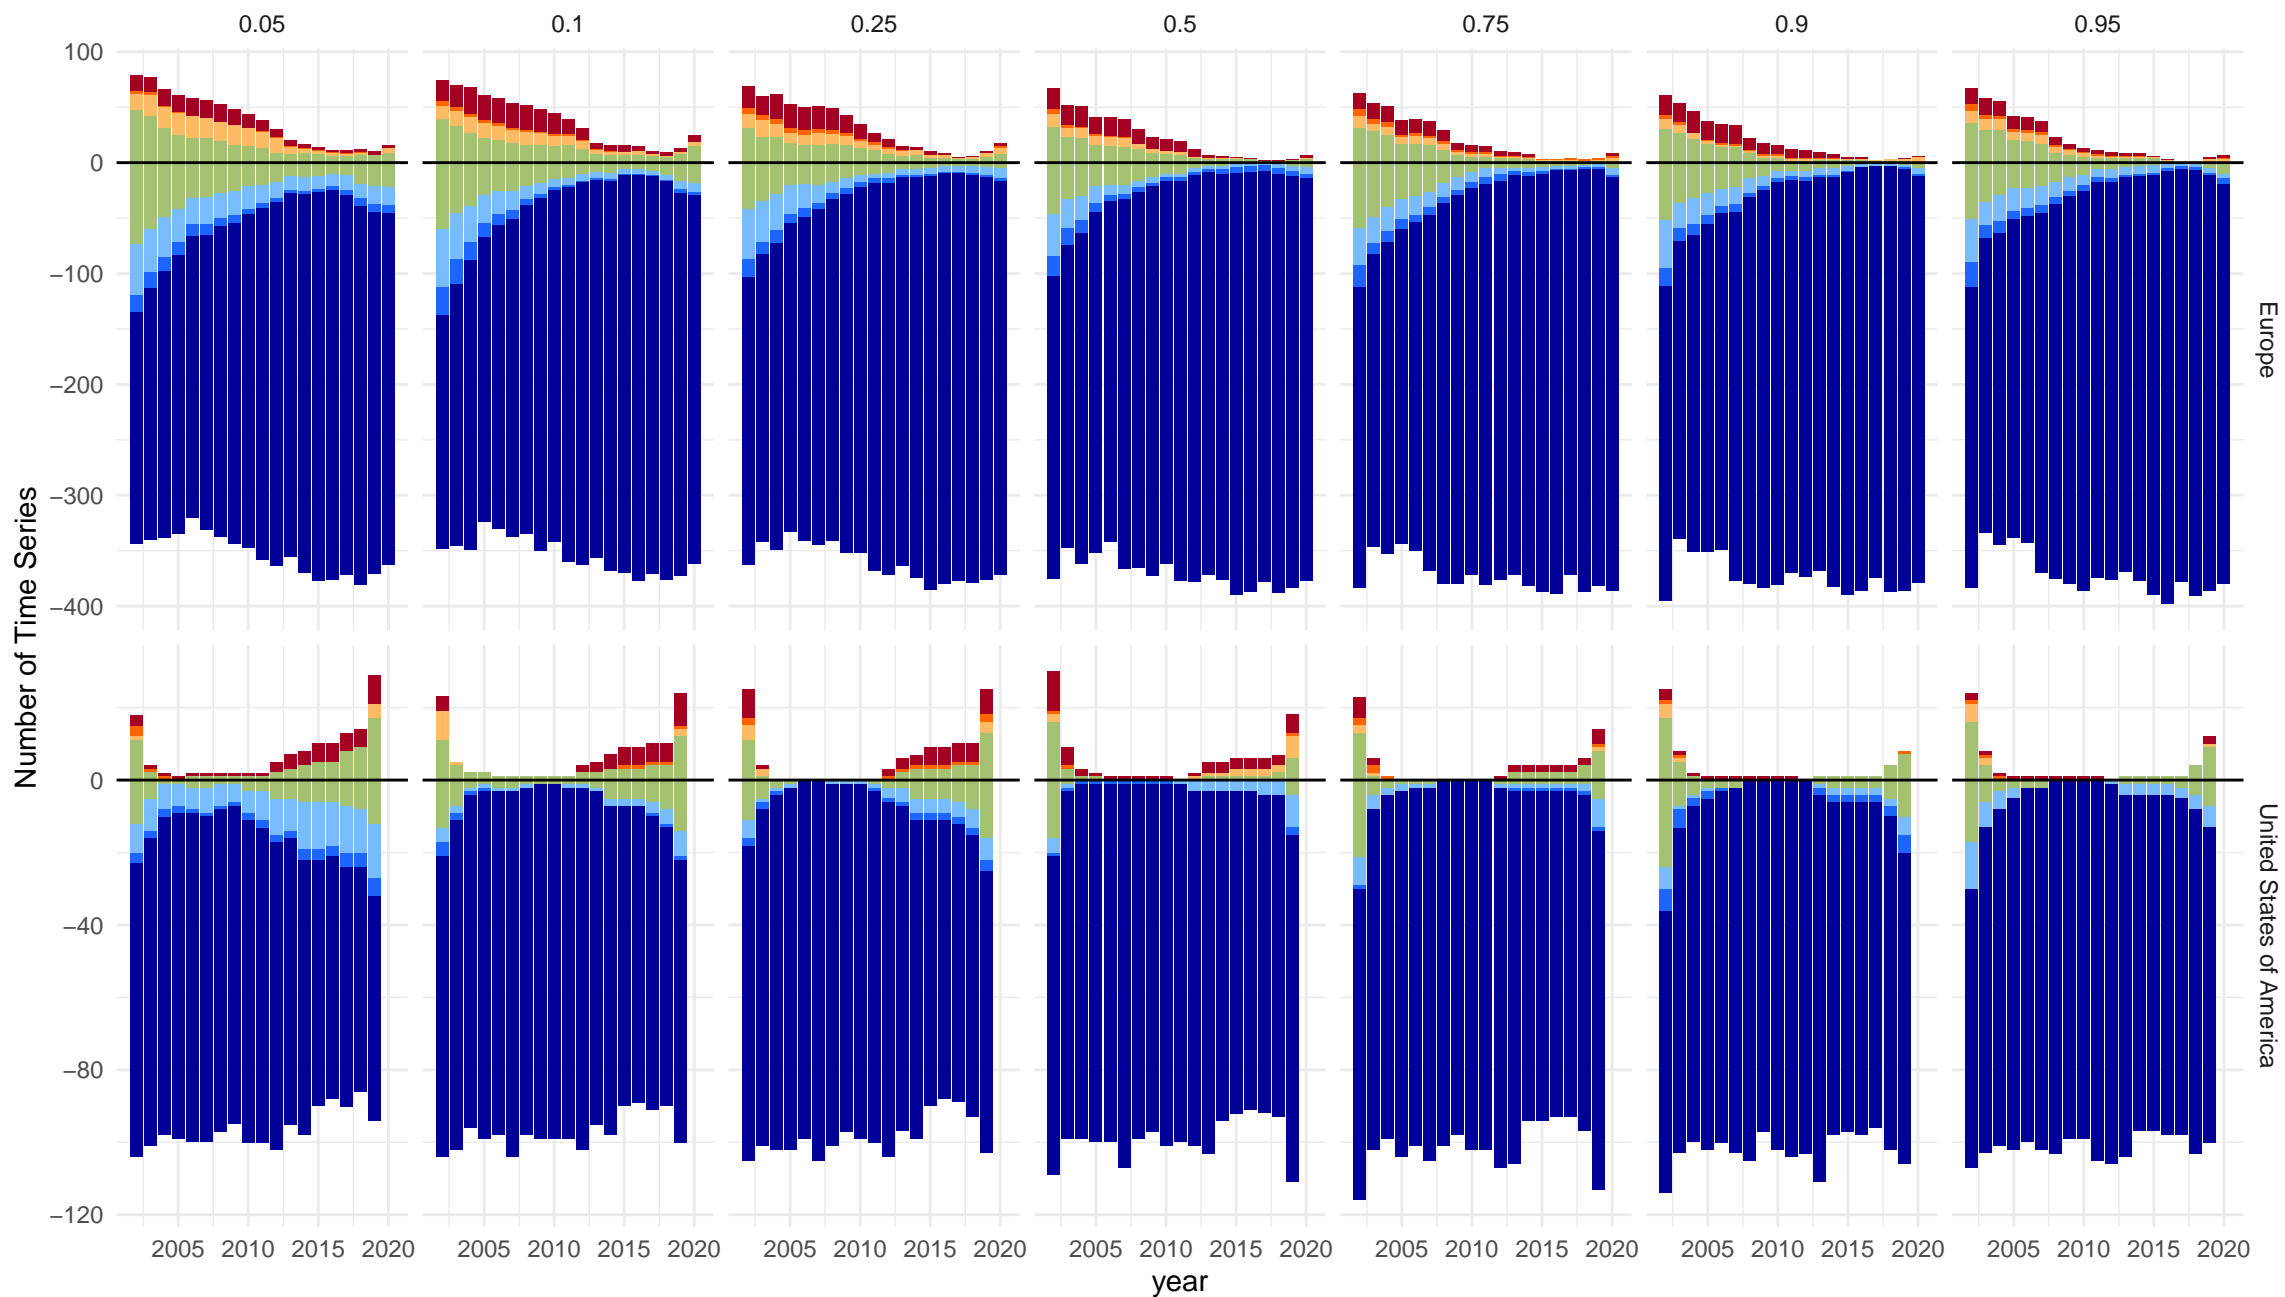 0.05 0.1 0.25 0.5 0.75 0.9 0.95
100
0
−100
−200
−300
−400
Europe
Number of Time Series
0
−40
−80
−120
United States of America
2005 2010 2015 2020 2005 2010 2015 2020 2005 2010 2015 2020 2005 2010 2015 2020 2005 2010 2015 2020 2005 2010 2015 2020 2005 2010 2015 2020
year